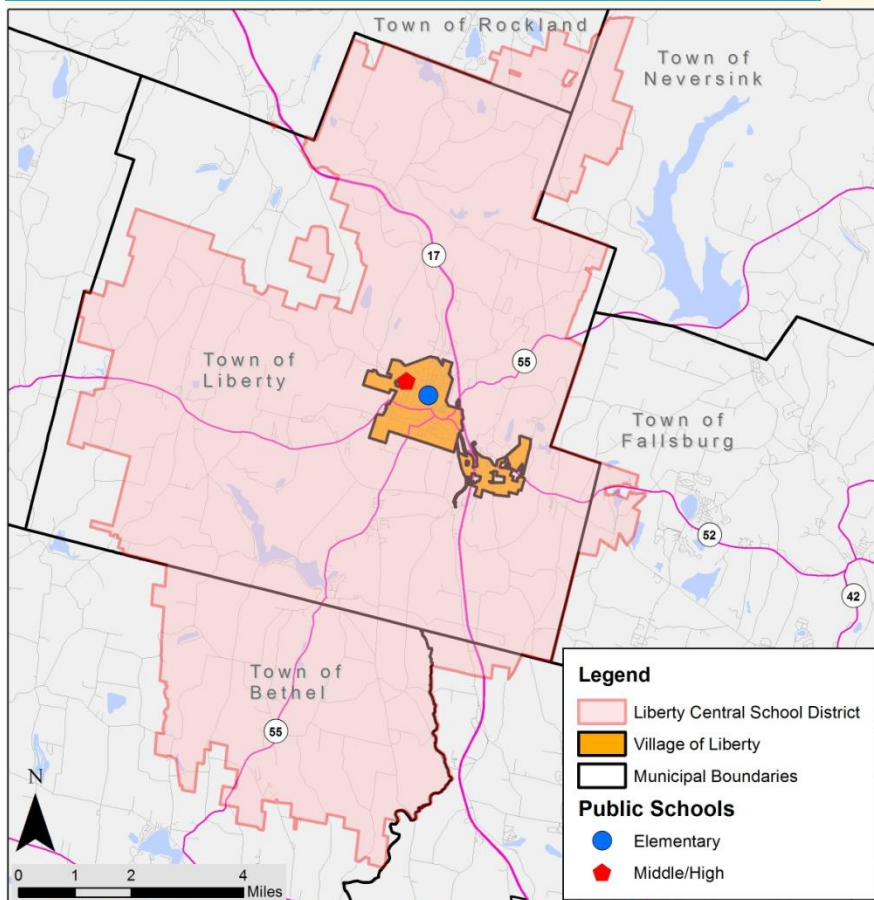 Town of Rockland
Town of
Neversink
17
Town of
Liberty
55
Town of
Fallsburg
52
42
Town of
Bethel
55
N
0 1 2 4
Miles
Legend
Liberty Central School District
Village of Liberty
Municipal Boundaries
Public Schools
Elementary
Middle/High